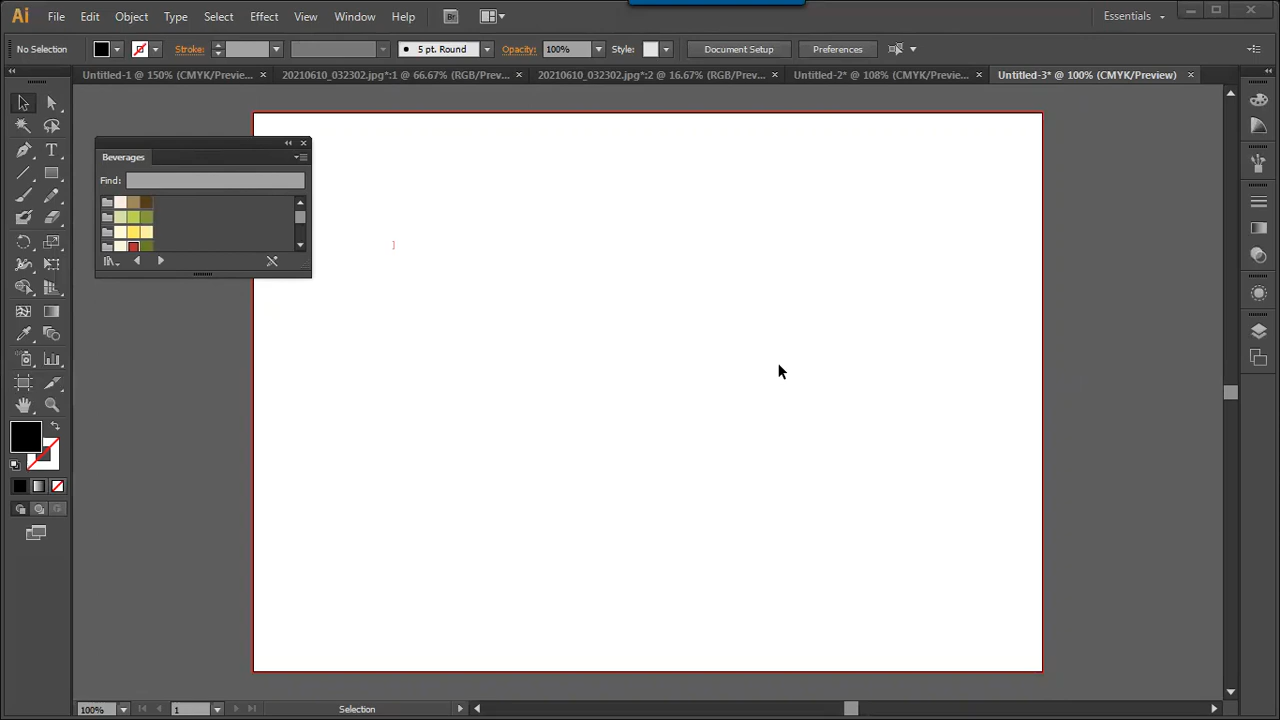 Ai File Edit Object Type Select Effect View Window Help Br Essentials
No Selection Stroke: 5 pt. Round Opacity: 100% Style: Document Setup Preferences
Untitled-1 @ 150% (CMYK/Previe... 20210610_032302.jpg*:1 @ 66.67% (RGB/Prev... 20210610_032302.jpg*:2 @ 16.67% (RGB/Prev... Untitled-2* @ 108% (CMYK/Previe... Untitled-3* @ 100% (CMYK/Preview)
Beverages
Find:
100% 1 Selection